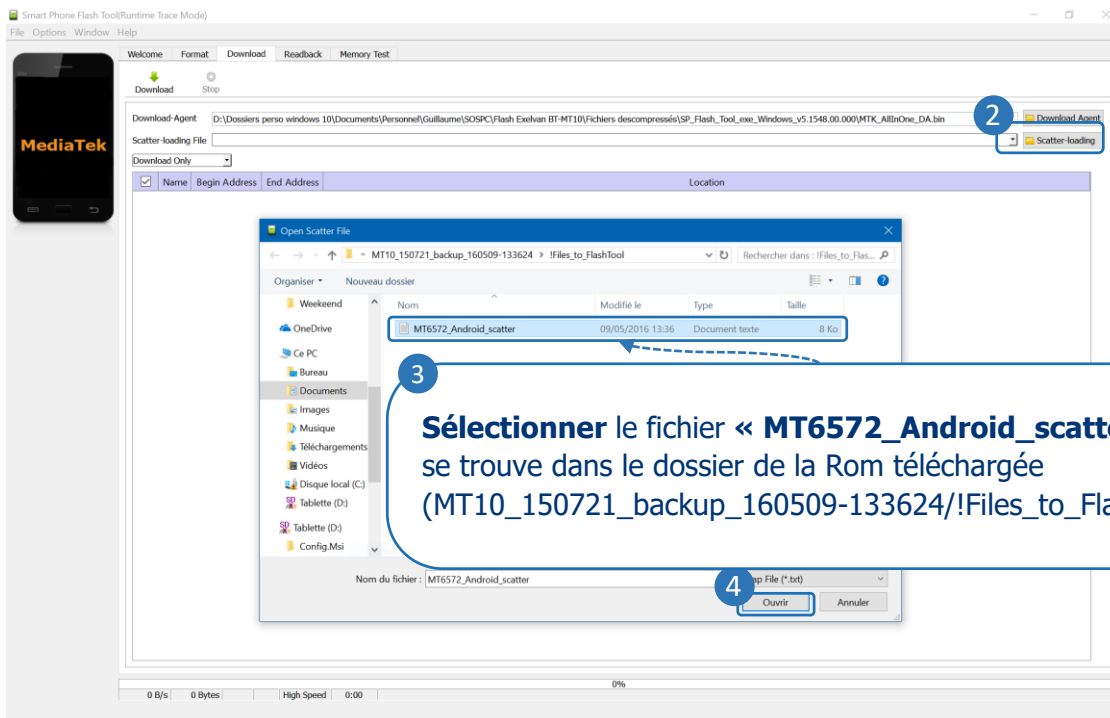 Smart Phone Flash Tool(Runtime Trace Mode)
File Options Window Help
Welcome Format Download Readback Memory Test
Download Stop
MediaTek
Download-Agent D:\Dossiers perso windows 10\Documents\Personnel\Guillaume\SOSPC\Flash Exelvan BT-MT10\Fichiers descompressés\SP_Flash_Tool_exe_Windows_v5.1548.00.000\MTK_AllInOne_DA.bin
2
Download Agent
Scatter-loading File
Scatter-loading
Download Only
Name Begin Address End Address Location
Open Scatter File
« MT10_150721_backup_160509-133624 > !Files_to_FlashTool
Rechercher dans : !Files_to_Flas...
Organiser Nouveau dossier
Nom Modifié le Type Taille
MT6572_Android_scatter 09/05/2016 13:36 Document texte 8 Ko
Weekeend
OneDrive
Ce PC
Bureau
Documents
Images
Musique
Téléchargements
Vidéos
Disque local (C:)
Tablette (D:)
Tablette (D:)
Config.Msi
3
Sélectionner le fichier « MT6572_Android_scatte
se trouve dans le dossier de la Rom téléchargée
(MT10_150721_backup_160509-133624/!Files_to_Fla
Nom du fichier : MT6572_Android_scatter
File (*.txt)
4
Ouvrir Annuler
0%
0 B/s 0 Bytes High Speed 0:00